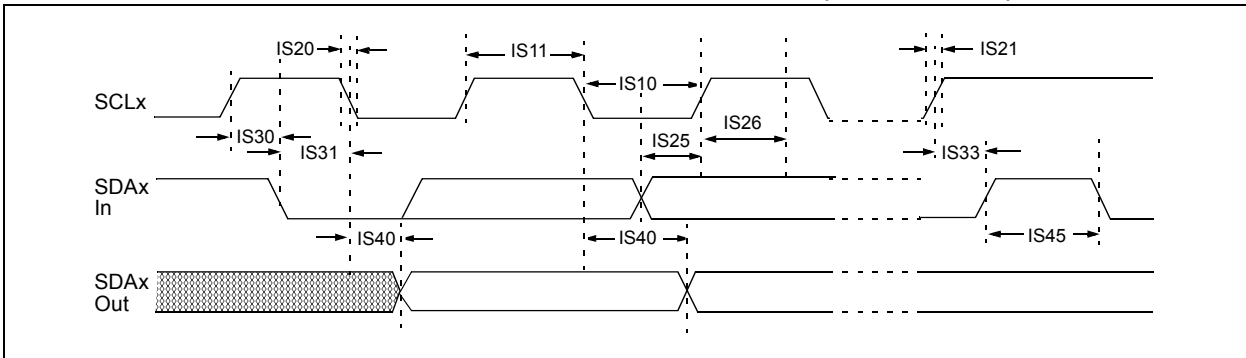 IS20
IS11
IS21
IS10
SCLx
IS30
IS26
IS25
IS31
IS33
SDAx
In
IS40
IS40
IS45
SDAx
Out